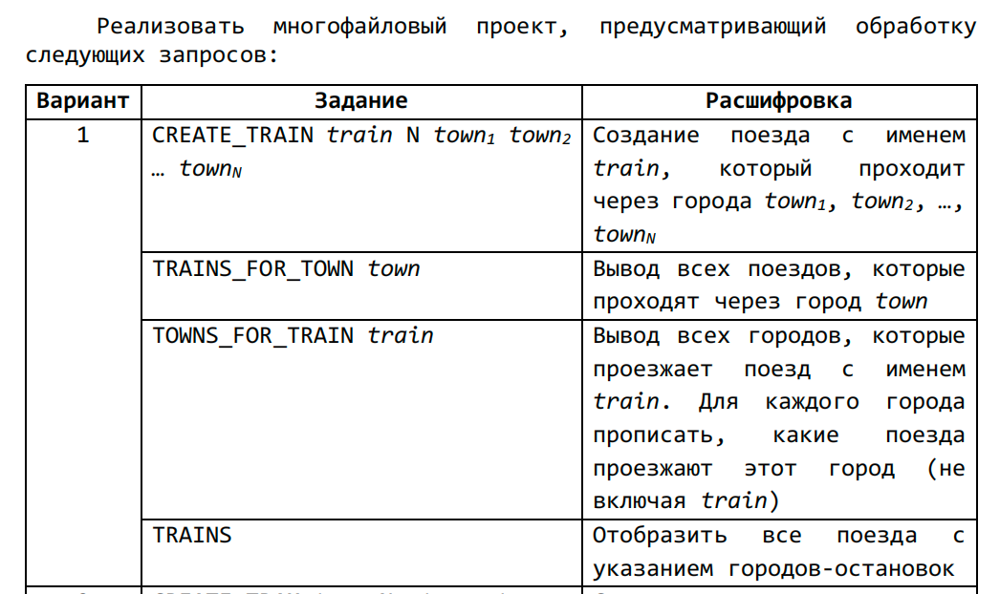 Реализовать многофайловый проект, предусматривающий обработку
следующих запросов:
Вариант Задание Расшифровка
1
CREATE_TRAIN train N town₁ town₂
… townₙ
Создание поезда с именем
train, который проходит
через города town₁, town₂, …,
townₙ
TRAINS_FOR_TOWN town
Вывод всех поездов, которые
проходят через город town
TOWNS_FOR_TRAIN train
Вывод всех городов, которые
проезжает поезд с именем
train. Для каждого города
прописать, какие поезда
проезжают этот город (не
включая train)
TRAINS
Отобразить все поезда с
указанием городов-остановок